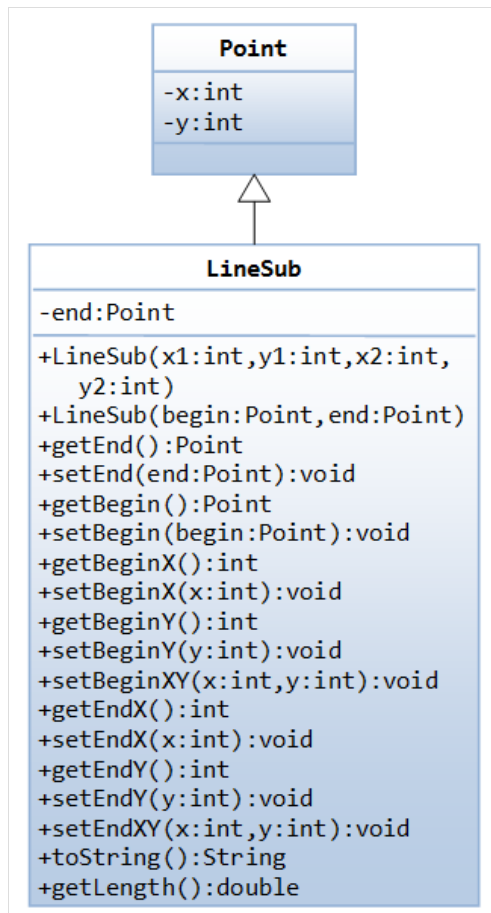 Point
-x:int
-y:int
LineSub
-end:Point
+LineSub(x1:int,y1:int,x2:int,
y2:int)
+LineSub(begin:Point,end:Point)
+getEnd():Point
+setEnd(end:Point):void
+getBegin():Point
+setBegin(begin:Point):void
+getBeginX():int
+setBeginX(x:int):void
+getBeginY():int
+setBeginY(y:int):void
+setBeginXY(x:int,y:int):void
+getEndX():int
+setEndX(x:int):void
+getEndY():int
+setEndY(y:int):void
+setEndXY(x:int,y:int):void
+toString():String
+getLength():double